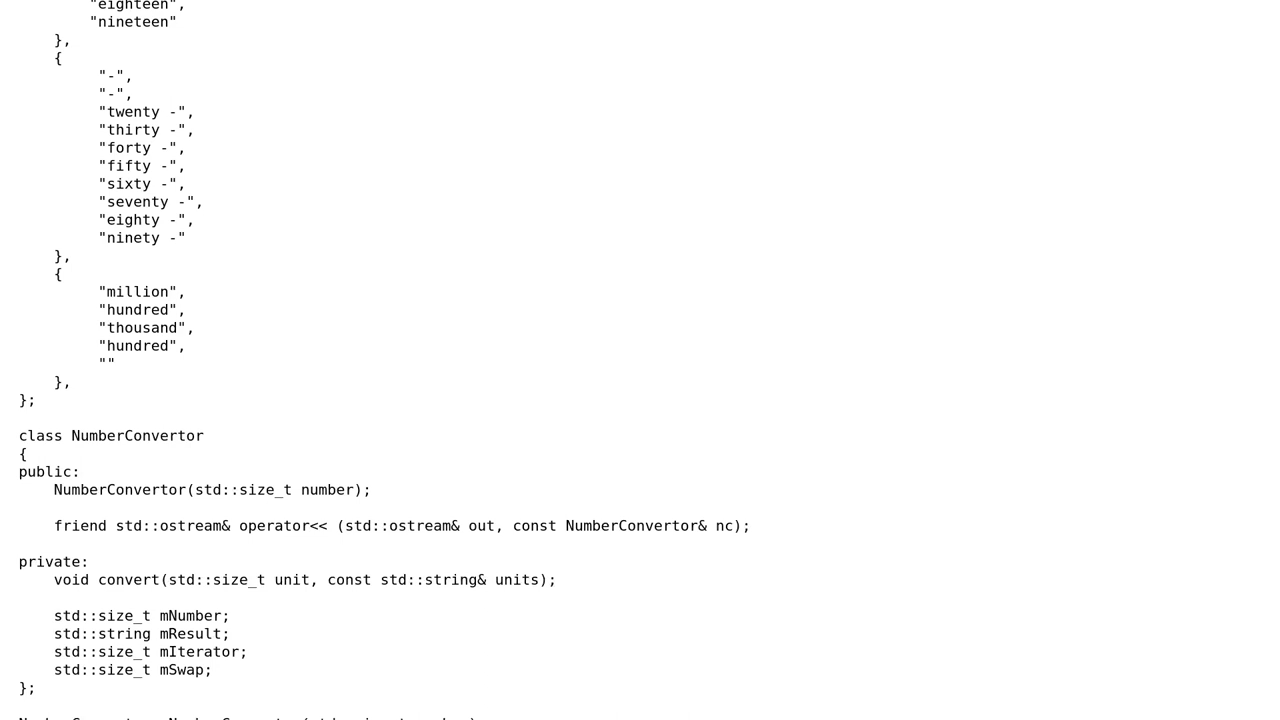 "eighteen",
"nineteen"
},
{
"-",
"-",
"twenty -",
"thirty -",
"forty -",
"fifty -",
"sixty -",
"seventy -",
"eighty -",
"ninety -"
},
{
"million",
"hundred",
"thousand",
"hundred",
""
},
};
class NumberConvertor
{
public:
NumberConvertor(std::size_t number);
friend std::ostream& operator<< (std::ostream& out, const NumberConvertor& nc);
private:
void convert(std::size_t unit, const std::string& units);
std::size_t mNumber;
std::string mResult;
std::size_t mIterator;
std::size_t mSwap;
};